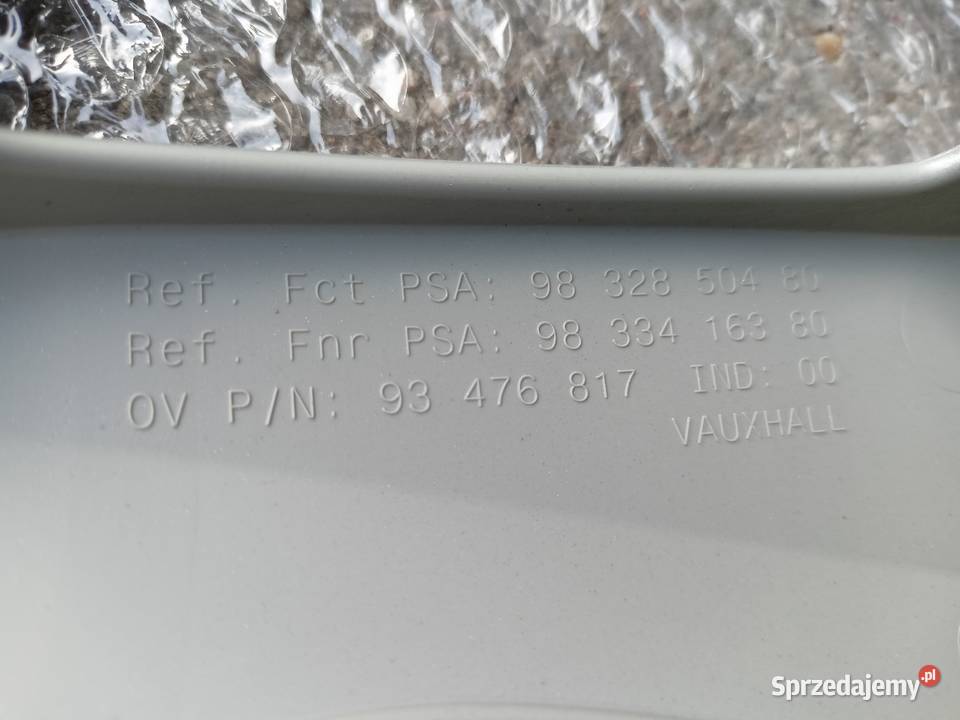 Ref. Fct PSA: 98 328 504 80
Ref. Fnr PSA: 98 334 163 80
OV P/N: 93 476 817 IND: 00
VAUXHALL
Sprzedajemy.pl